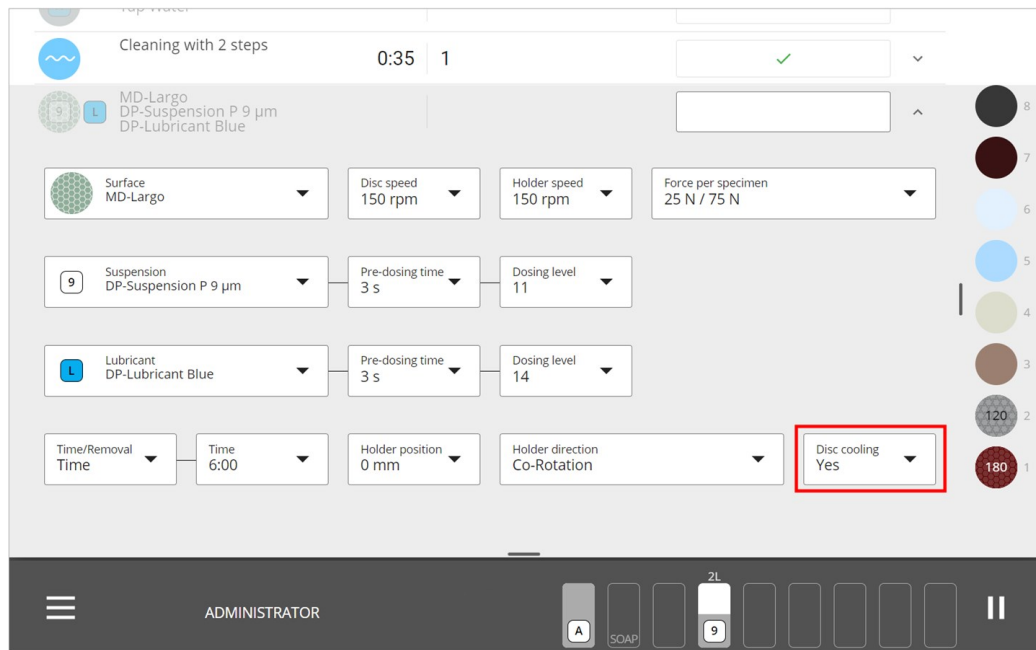 Tap Water
Cleaning with 2 steps
0:35 1
MD-Largo
DP-Suspension P 9 µm
DP-Lubricant Blue
9 L
8
7
6
5
4
3
120 2
180 1
Surface
MD-Largo
Disc speed
150 rpm
Holder speed
150 rpm
Force per specimen
25 N / 75 N
9
Suspension
DP-Suspension P 9 µm
Pre-dosing time
3 s
Dosing level
11
L
Lubricant
DP-Lubricant Blue
Pre-dosing time
3 s
Dosing level
14
Time/Removal
Time
Time
6:00
Holder position
0 mm
Holder direction
Co-Rotation
Disc cooling
Yes
ADMINISTRATOR
A
SOAP
2L
9